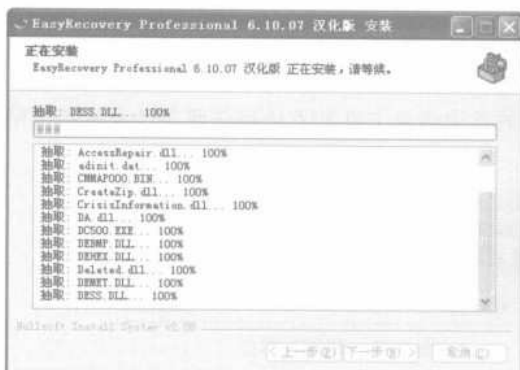 EasyRecovery Professional 6.10.07 汉化版 安装
正在安装
EasyRecovery Professional 6.10.07 汉化版 正在安装，请等候。
抽取: DESS.DLL... 100%
抽取: AccessRepair.dll... 100%
抽取: adinit.dat... 100%
抽取: CMMAP000.BIN... 100%
抽取: CreateZip.dll... 100%
抽取: CrisisInformation.dll... 100%
抽取: DA.dll... 100%
抽取: DC500.EXE... 100%
抽取: DEBMP.DLL... 100%
抽取: DEHEX.DLL... 100%
抽取: Deleted.dll... 100%
抽取: DEMET.DLL... 100%
抽取: DESS.DLL... 100%
Nullsoft Install System
< 上一步(P) 下一步(N) > 取消(C)